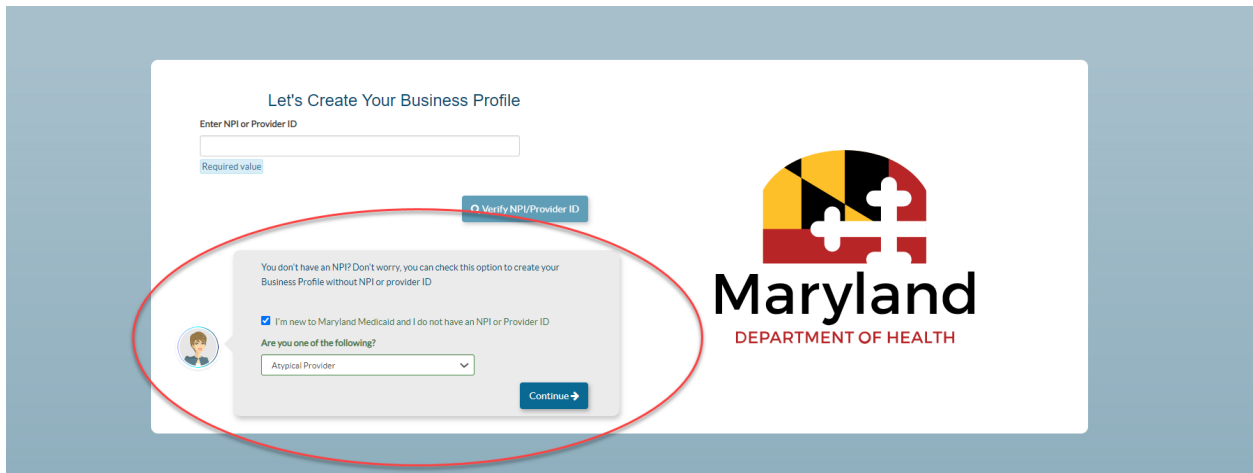 Let's Create Your Business Profile
Enter NPI or Provider ID
Required value
Verify NPI/Provider ID
You don't have an NPI? Don't worry, you can check this option to create your
Business Profile without NPI or provider ID
I'm new to Maryland Medicaid and I do not have an NPI or Provider ID
Are you one of the following?
Atypical Provider
Continue
Maryland
DEPARTMENT OF HEALTH